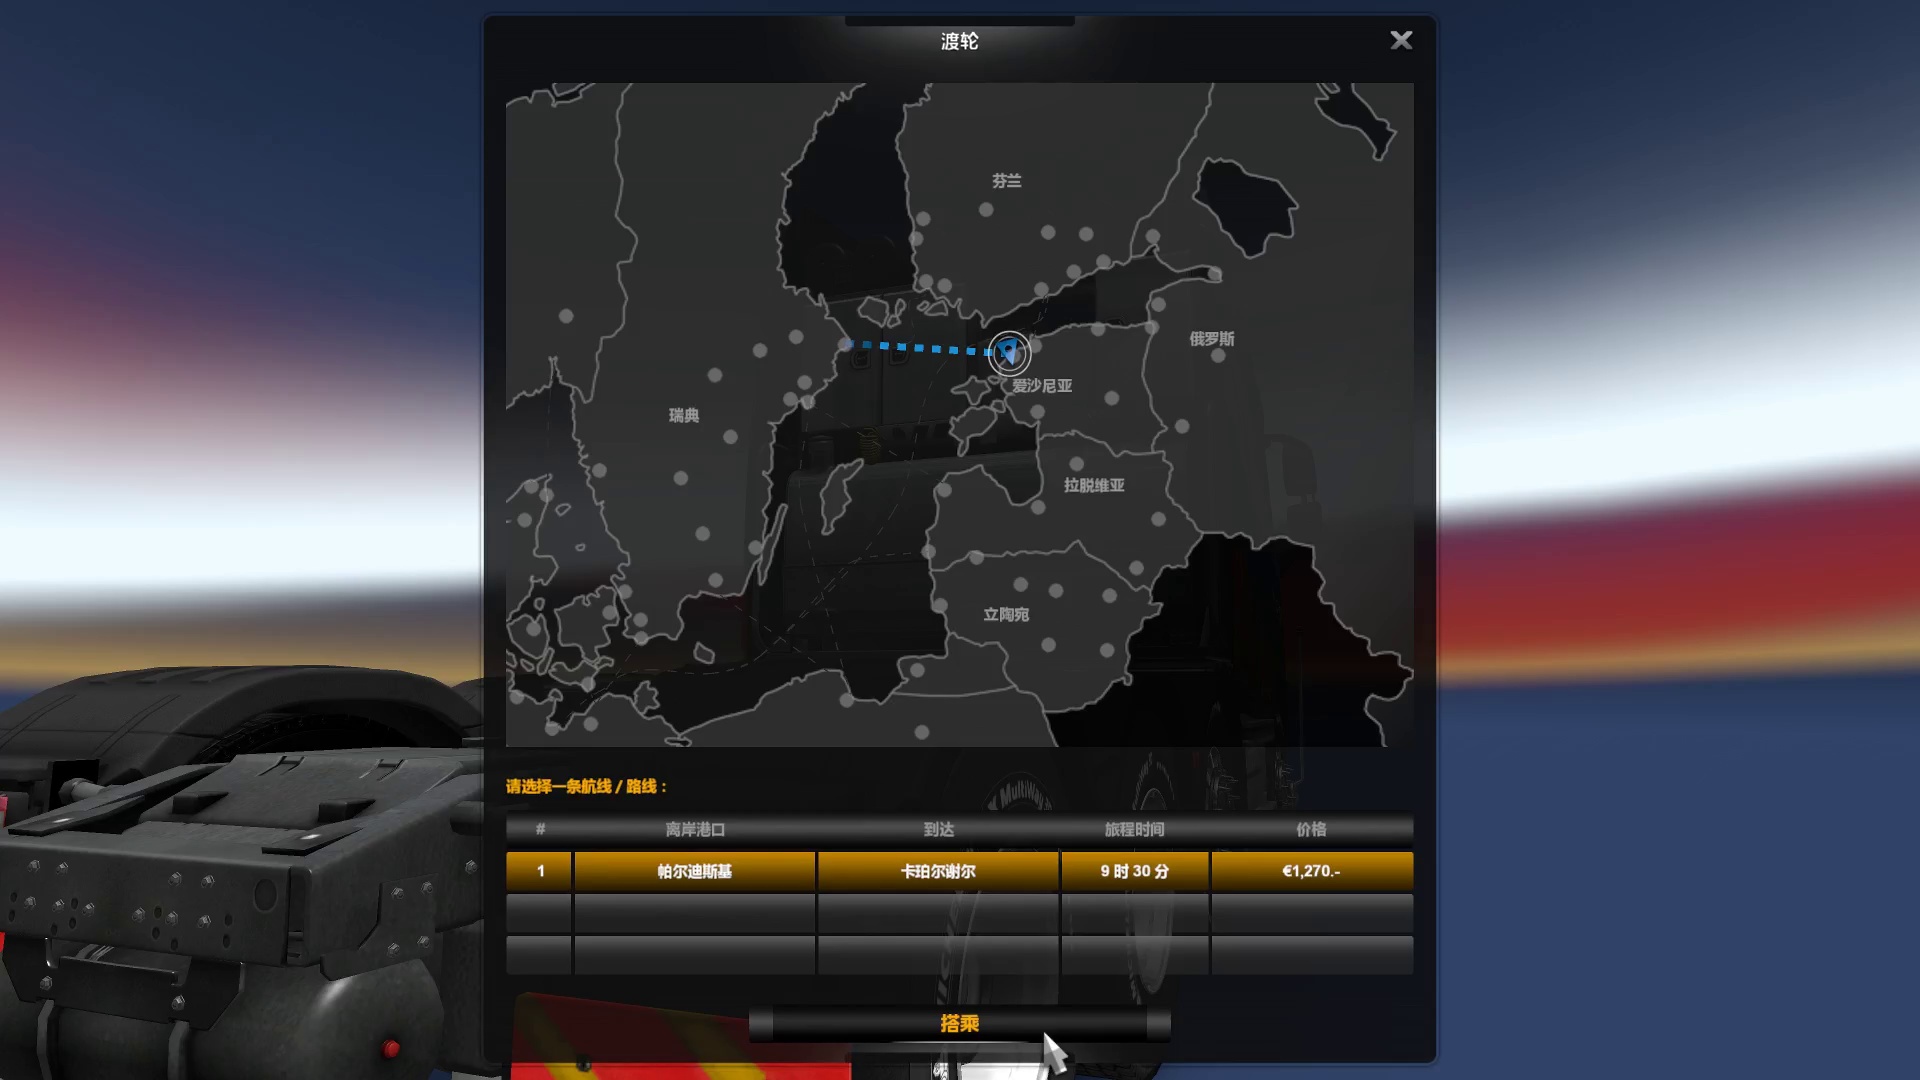 渡轮
芬兰
俄罗斯
爱沙尼亚
瑞典
拉脱维亚
立陶宛
请选择一条航线 / 路线：
# 离岸港口 到达 旅程时间 价格
1 帕尔迪斯基 卡珀尔谢尔 9 时 30 分 €1,270.-
搭乘